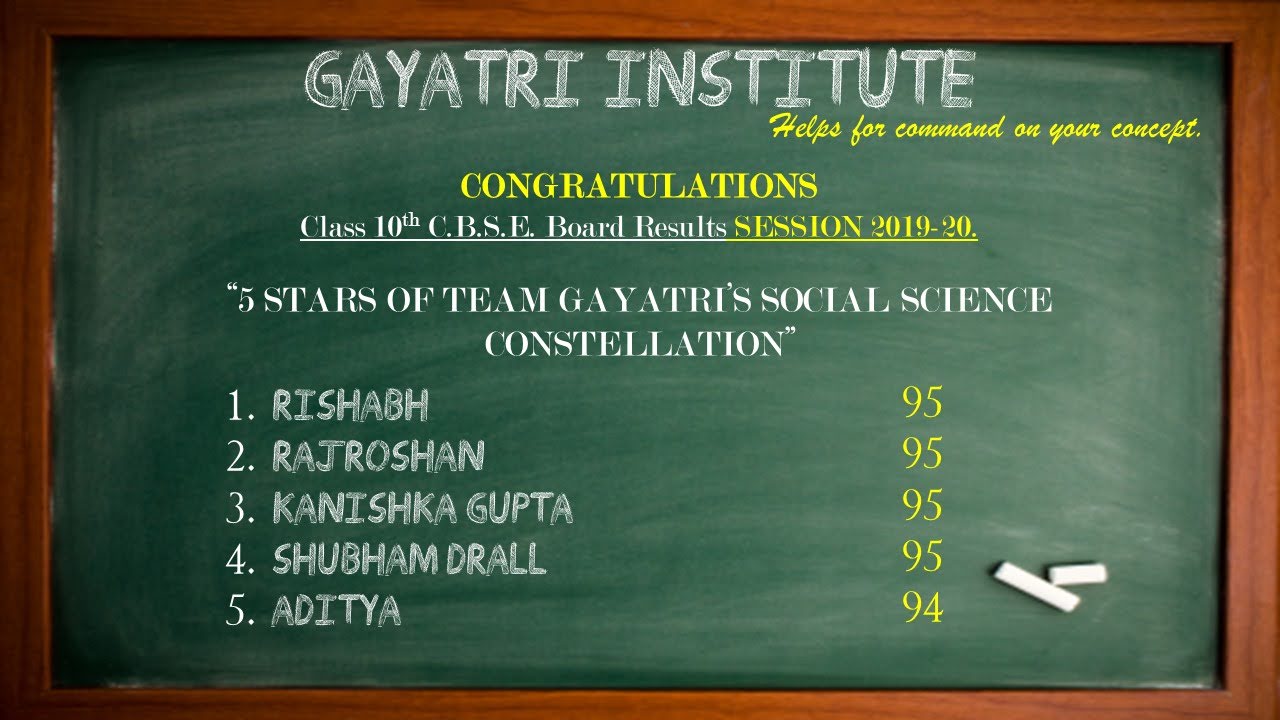 GAYATRI INSTITUTE
Helps for command on your concept.
CONGRATULATIONS
Class 10th C.B.S.E. Board Results SESSION 2019-20.
“5 STARS OF TEAM GAYATRI’S SOCIAL SCIENCE
CONSTELLATION”
1. RISHABH 95
2. RAJROSHAN 95
3. KANISHKA GUPTA 95
4. SHUBHAM DRALL 95
5. ADITYA 94